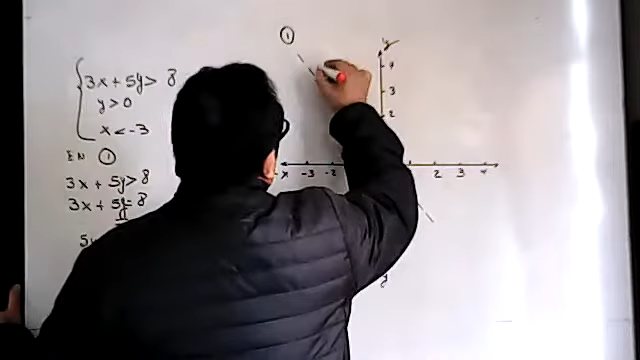 3x + 5y > 8
y > 0
x < -3
EN ①
3x + 5y > 8
3x + 5y = 8
5y
①
y
4
3
2
x -3 -2 2 3 4
y